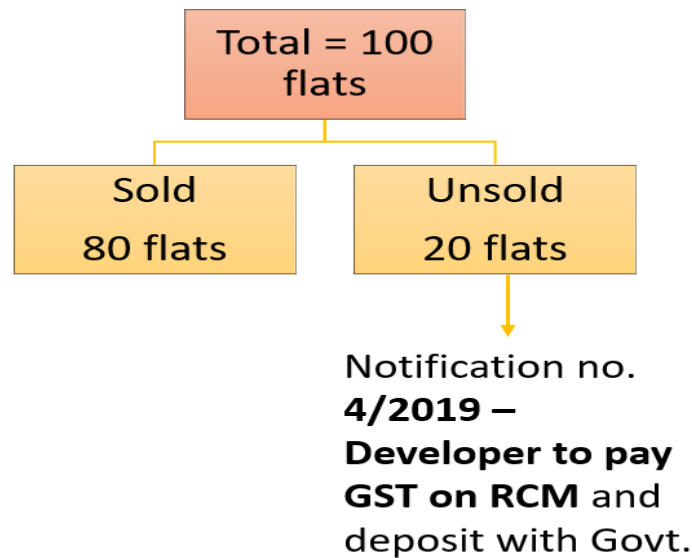 Total = 100
flats
Sold
80 flats
Unsold
20 flats
Notification no.
4/2019 –
Developer to pay
GST on RCM and
deposit with Govt.